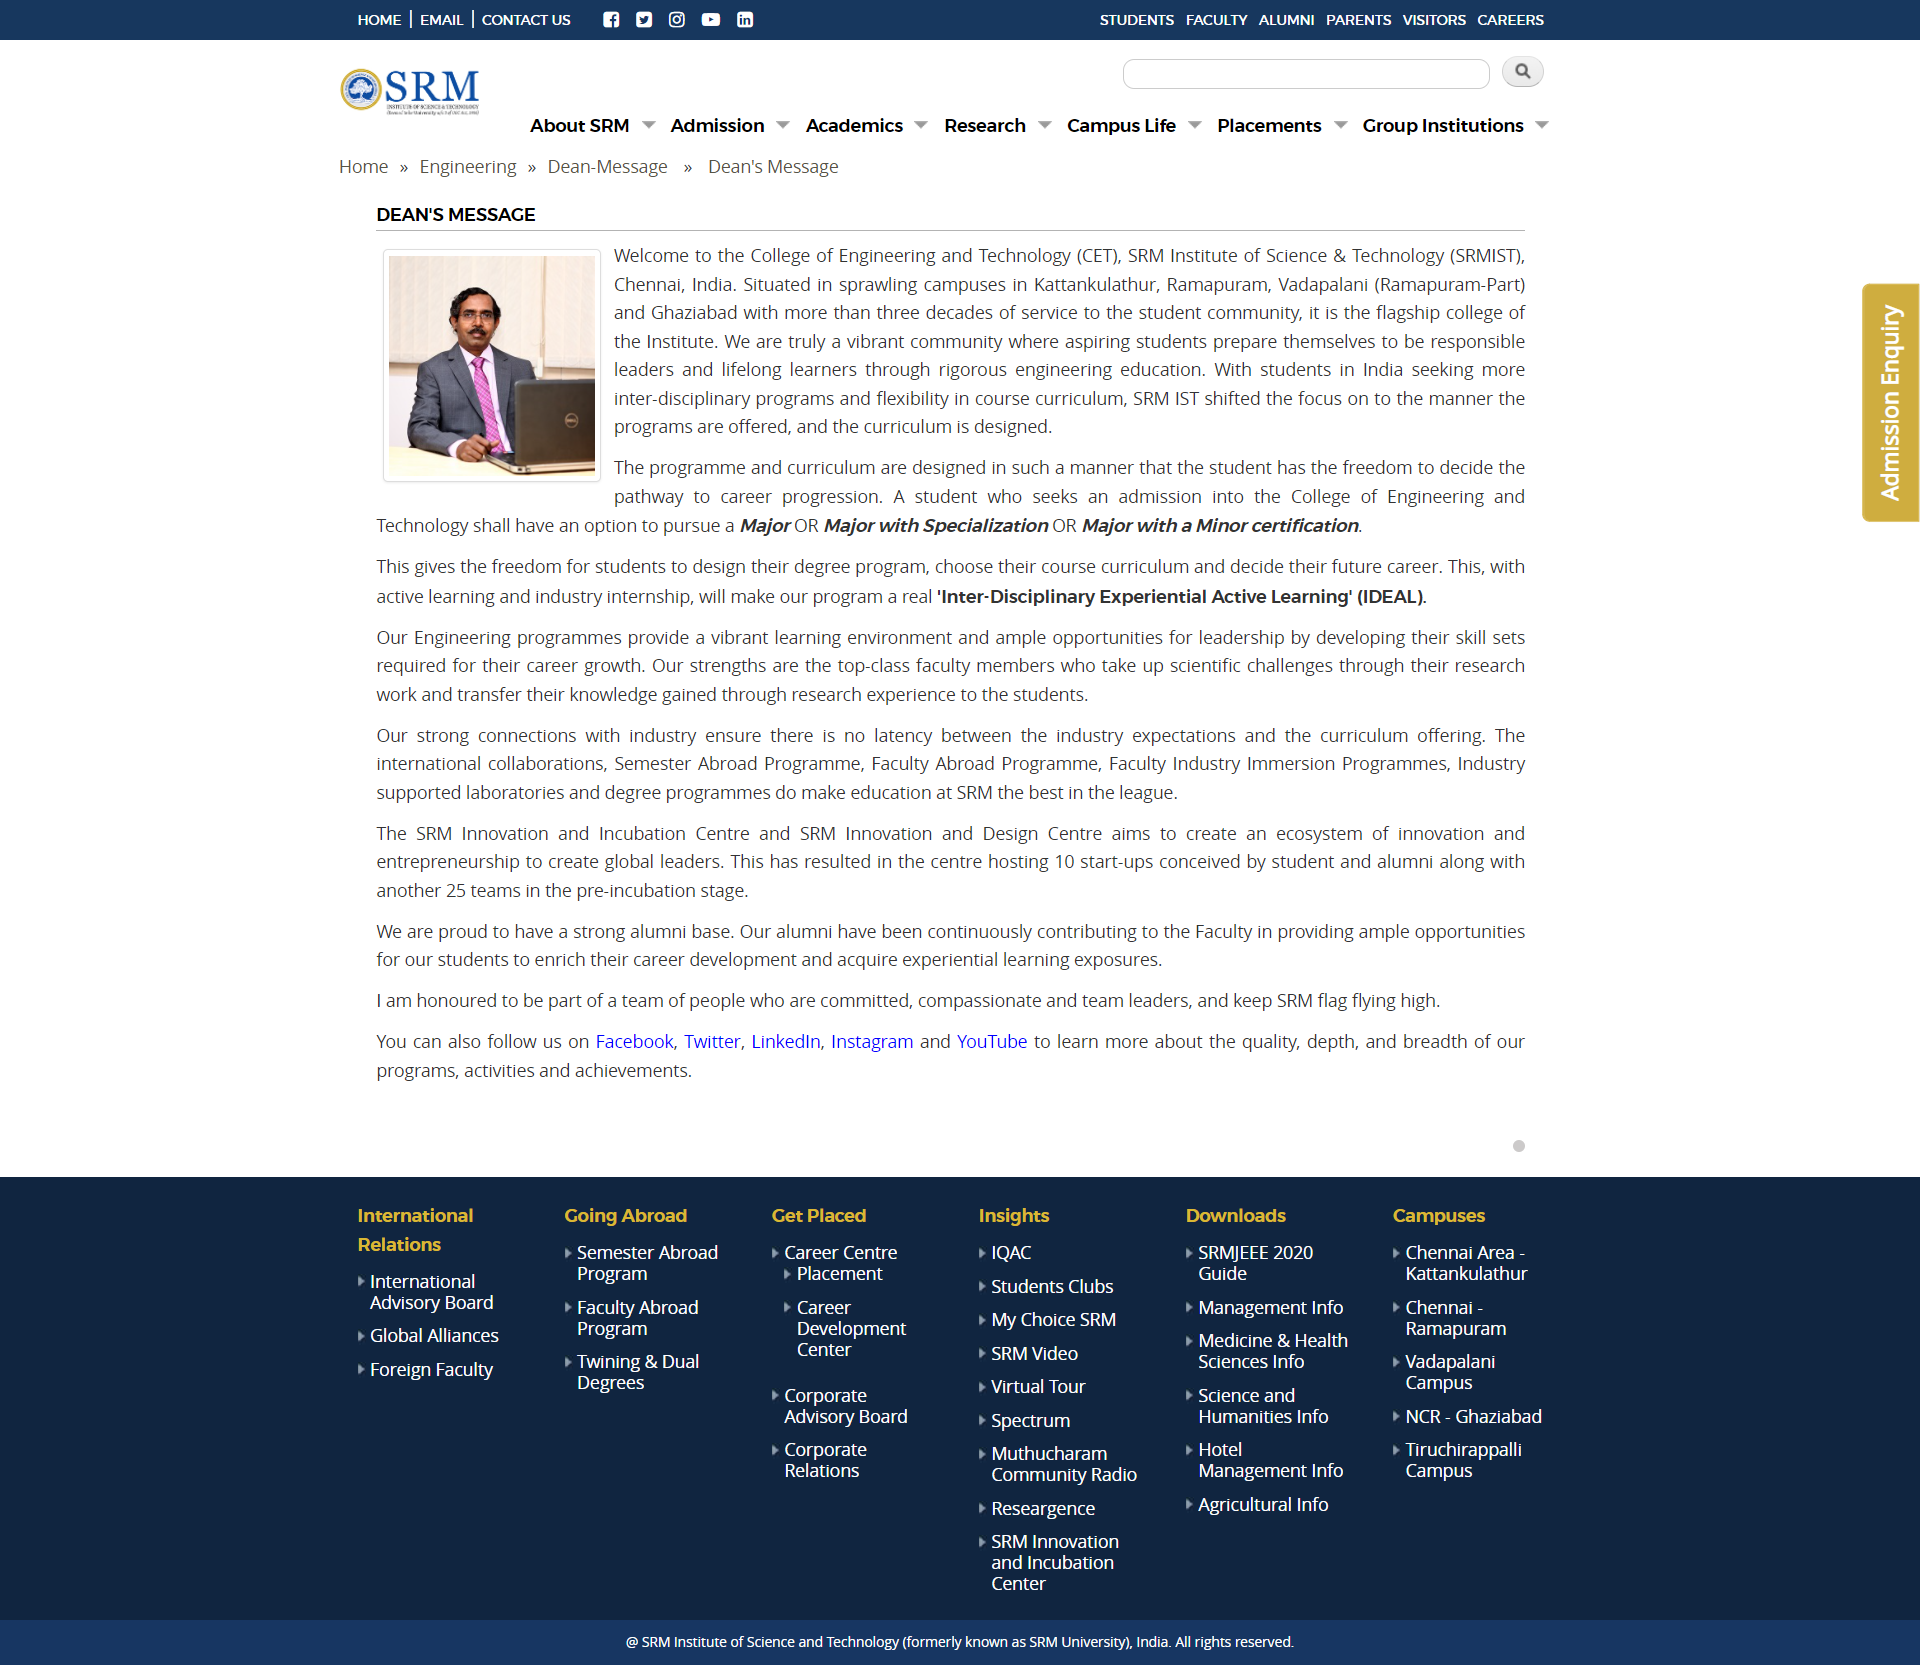 HOME EMAIL CONTACT US STUDENTS FACULTY ALUMNI PARENTS VISITORS CAREERS
SRM
INSTITUTE OF SCIENCE & TECHNOLOGY
About SRM Admission Academics Research Campus Life Placements Group Institutions
Home » Engineering » Dean-Message » Dean's Message
DEAN'S MESSAGE
Welcome to the College of Engineering and Technology (CET), SRM Institute of Science & Technology (SRMIST),
Chennai, India. Situated in sprawling campuses in Kattankulathur, Ramapuram, Vadapalani (Ramapuram-Part)
and Ghaziabad with more than three decades of service to the student community, it is the flagship college of
the Institute. We are truly a vibrant community where aspiring students prepare themselves to be responsible
leaders and lifelong learners through rigorous engineering education. With students in India seeking more
inter-disciplinary programs and flexibility in course curriculum, SRM IST shifted the focus on to the manner the
programs are offered, and the curriculum is designed.
The programme and curriculum are designed in such a manner that the student has the freedom to decide the
pathway to career progression. A student who seeks an admission into the College of Engineering and
Technology shall have an option to pursue a Major OR Major with Specialization OR Major with a Minor certification.
This gives the freedom for students to design their degree program, choose their course curriculum and decide their future career. This, with
active learning and industry internship, will make our program a real 'Inter-Disciplinary Experiential Active Learning' (IDEAL).
Our Engineering programmes provide a vibrant learning environment and ample opportunities for leadership by developing their skill sets
required for their career growth. Our strengths are the top-class faculty members who take up scientific challenges through their research
work and transfer their knowledge gained through research experience to the students.
Our strong connections with industry ensure there is no latency between the industry expectations and the curriculum offering. The
international collaborations, Semester Abroad Programme, Faculty Abroad Programme, Faculty Industry Immersion Programmes, Industry
supported laboratories and degree programmes do make education at SRM the best in the league.
The SRM Innovation and Incubation Centre and SRM Innovation and Design Centre aims to create an ecosystem of innovation and
entrepreneurship to create global leaders. This has resulted in the centre hosting 10 start-ups conceived by student and alumni along with
another 25 teams in the pre-incubation stage.
We are proud to have a strong alumni base. Our alumni have been continuously contributing to the Faculty in providing ample opportunities
for our students to enrich their career development and acquire experiential learning exposures.
I am honoured to be part of a team of people who are committed, compassionate and team leaders, and keep SRM flag flying high.
You can also follow us on Facebook, Twitter, LinkedIn, Instagram and YouTube to learn more about the quality, depth, and breadth of our
programs, activities and achievements.
Admission Enquiry
International
Relations
International
Advisory Board
Global Alliances
Foreign Faculty
Going Abroad
Semester Abroad
Program
Faculty Abroad
Program
Twining & Dual
Degrees
Get Placed
Career Centre
Placement
Career
Development
Center
Corporate
Advisory Board
Corporate
Relations
Insights
IQAC
Students Clubs
My Choice SRM
SRM Video
Virtual Tour
Spectrum
Muthucharam
Community Radio
Researgence
SRM Innovation
and Incubation
Center
Downloads
SRMJEEE 2020
Guide
Management Info
Medicine & Health
Sciences Info
Science and
Humanities Info
Hotel
Management Info
Agricultural Info
Campuses
Chennai Area -
Kattankulathur
Chennai -
Ramapuram
Vadapalani
Campus
NCR - Ghaziabad
Tiruchirappalli
Campus
@ SRM Institute of Science and Technology (formerly known as SRM University), India. All rights reserved.